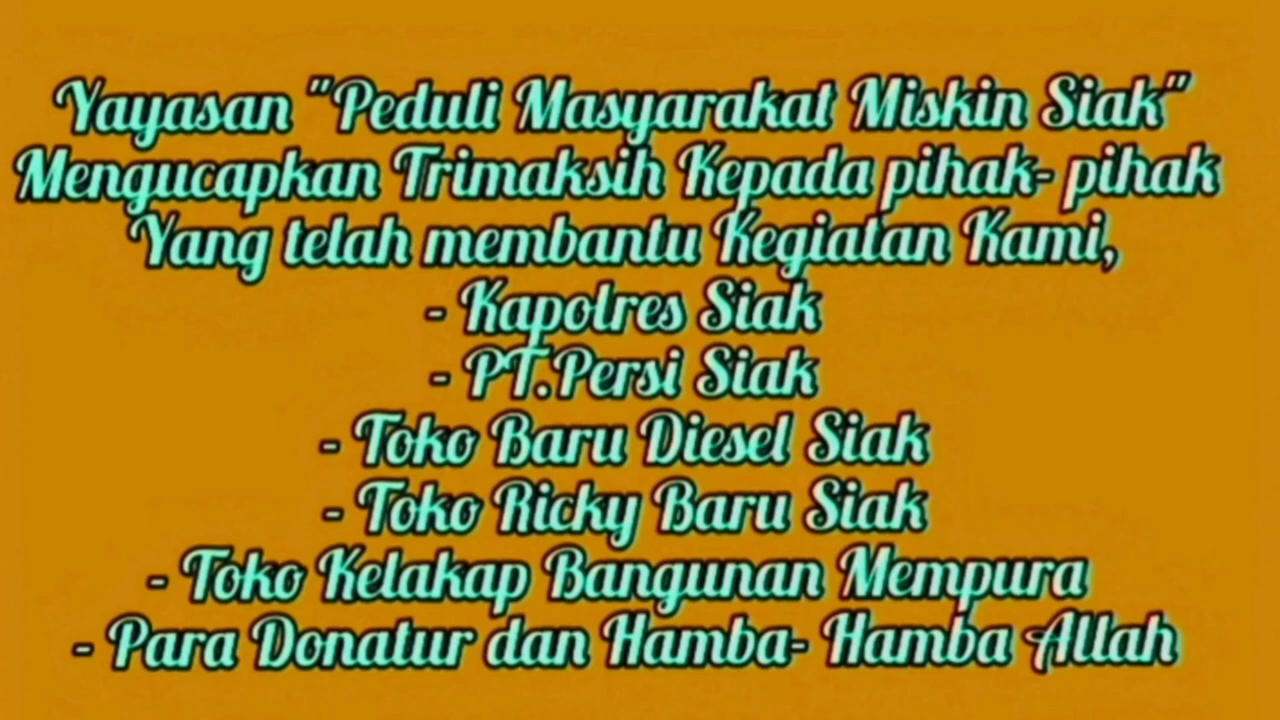 Yayasan "Peduli Masyarakat Miskin Siak"
Mengucapkan Trimaksih Kepada pihak- pihak
Yang telah membantu Kegiatan Kami,
- Kapolres Siak
- PT.Persi Siak
- Toko Baru Diesel Siak
- Toko Ricky Baru Siak
- Toko Kelakap Bangunan Mempura
- Para Donatur dan Hamba- Hamba Allah